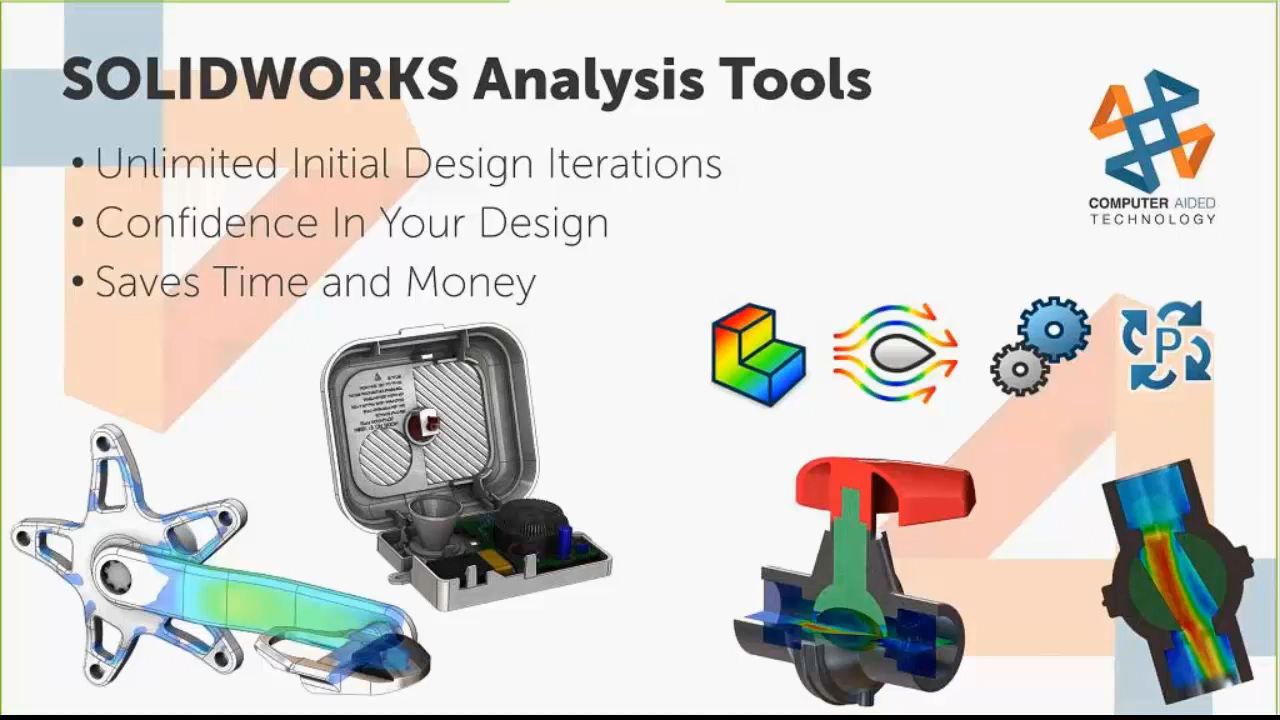 SOLIDWORKS Analysis Tools
• Unlimited Initial Design Iterations
• Confidence In Your Design
• Saves Time and Money
COMPUTER AIDED
TECHNOLOGY
P